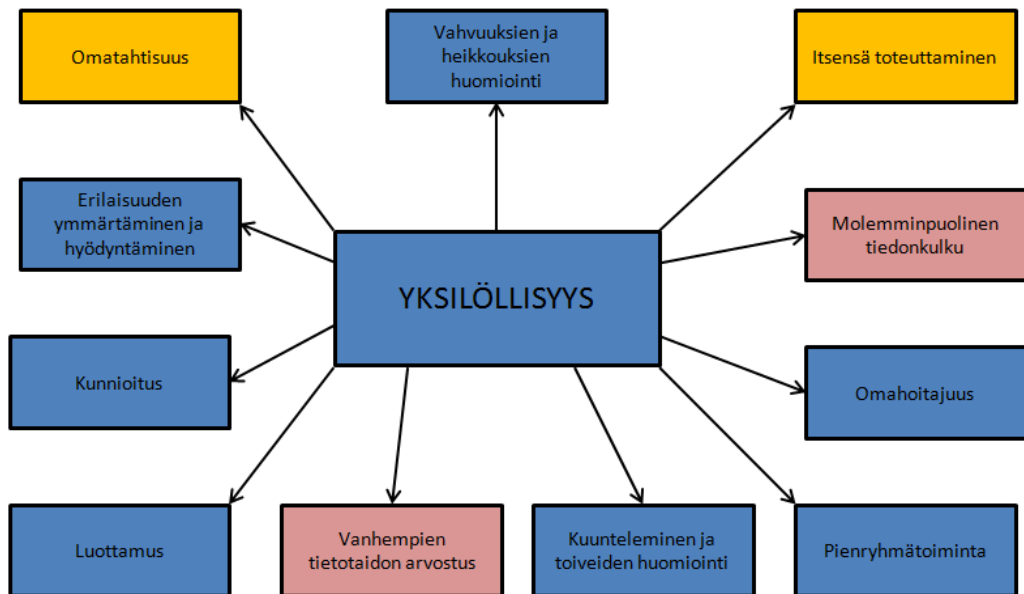 Omatahtisuus
Vahvuuksien ja
heikkouksien
huomiointi
Itsensä toteuttaminen
Erilaisuuden
ymmärtäminen ja
hyödyntäminen
Molemminpuolinen
tiedonkulku
YKSILÖLLISYYS
Kunnioitus
Omahoitajuus
Luottamus
Vanhempien
tietotaidon arvostus
Kuunteleminen ja
toiveiden huomiointi
Pienryhmätoiminta